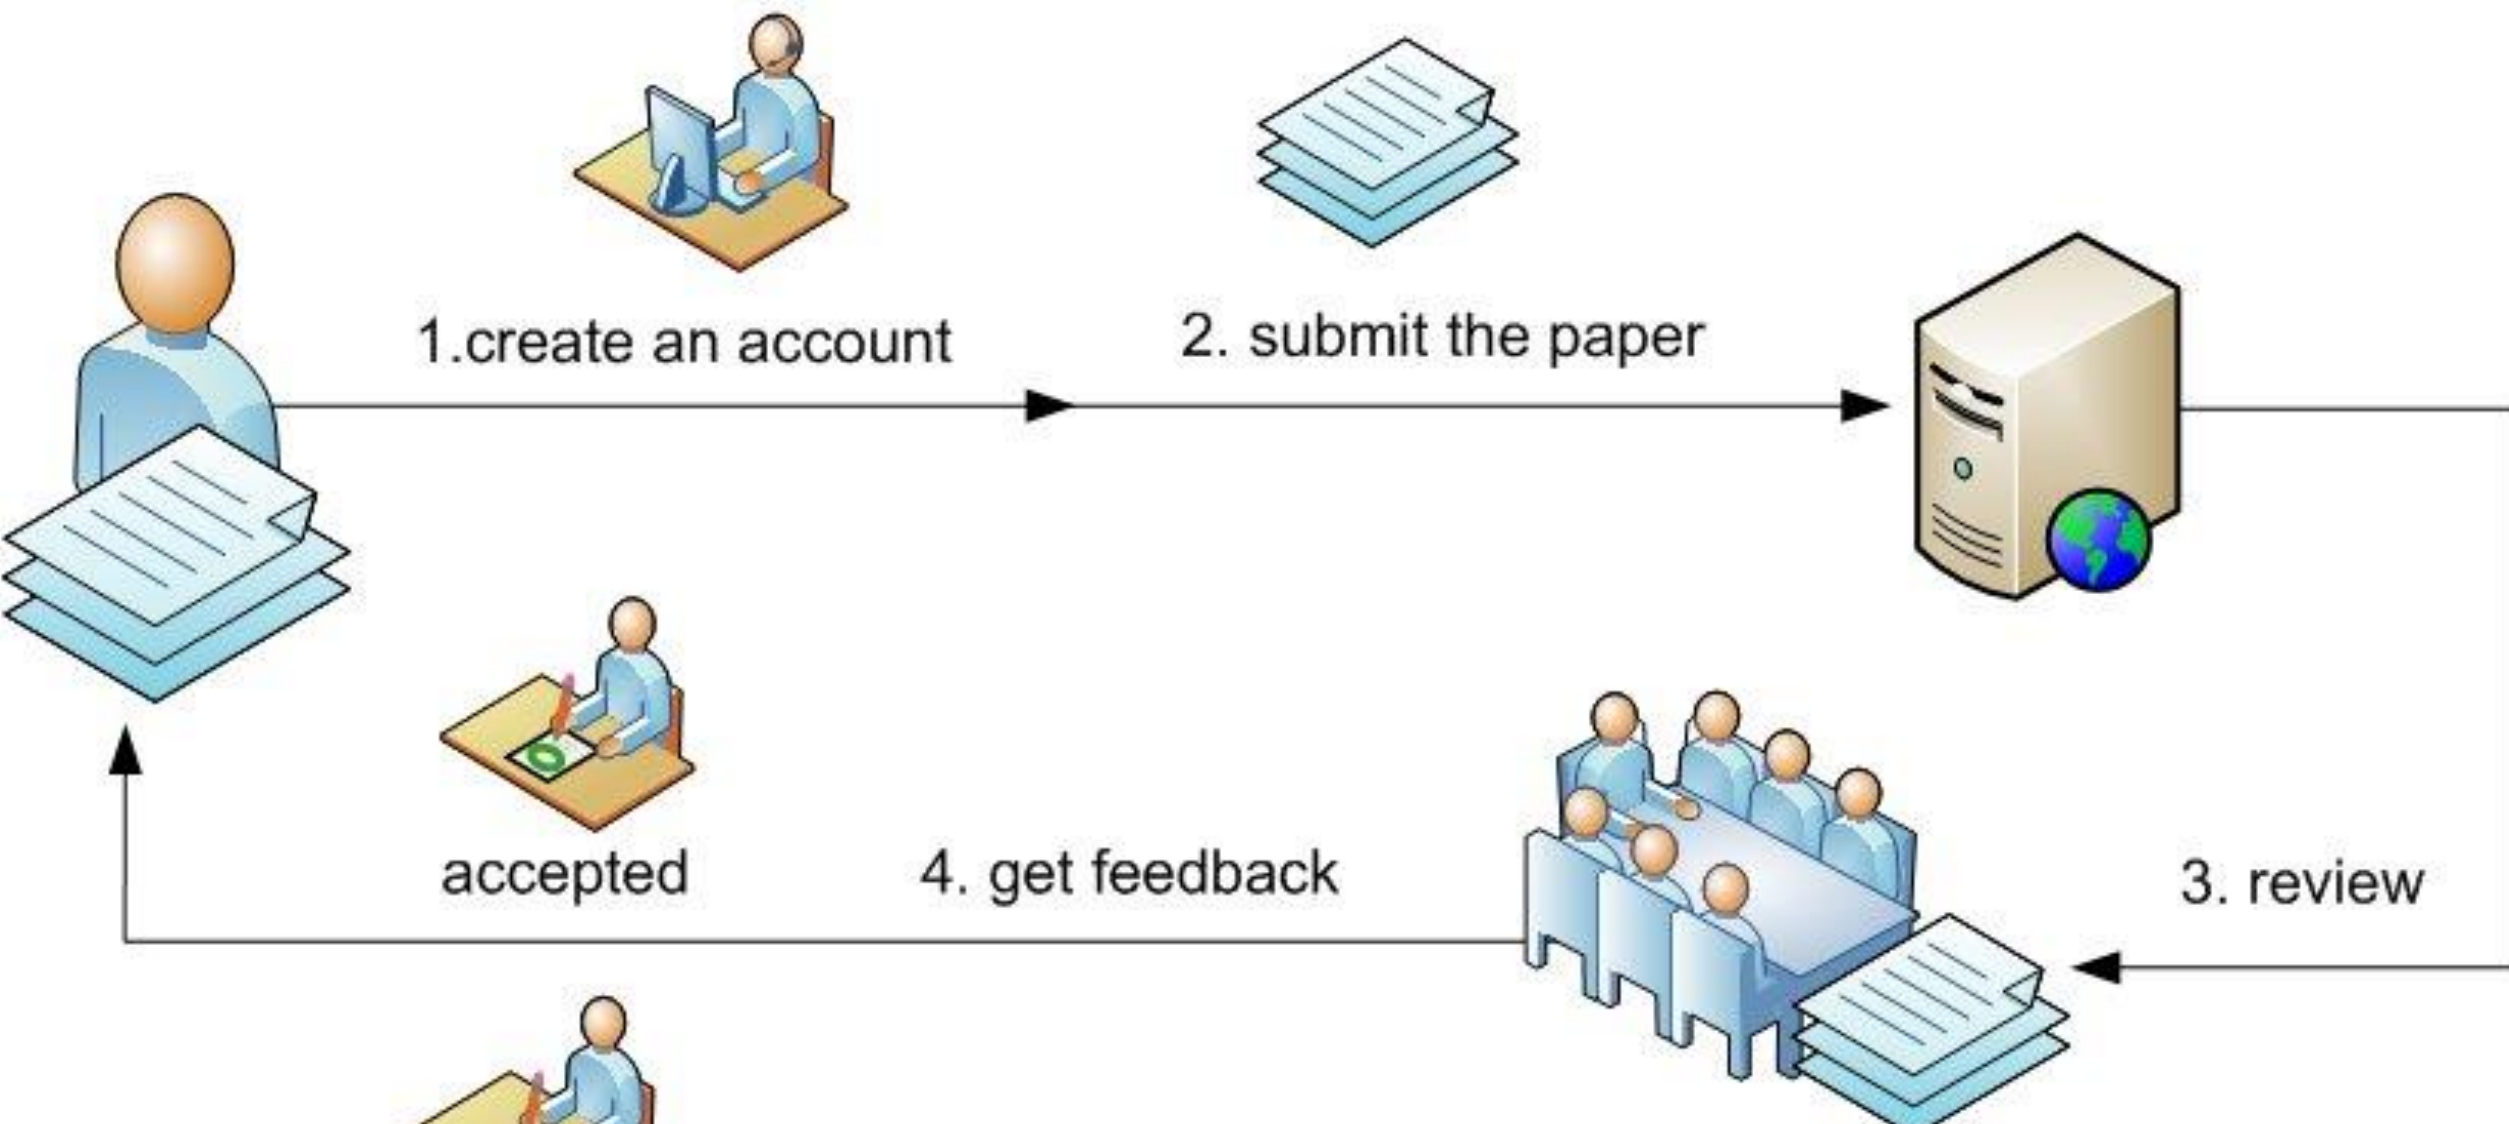 1.create an account
2. submit the paper
accepted
4. get feedback
3. review